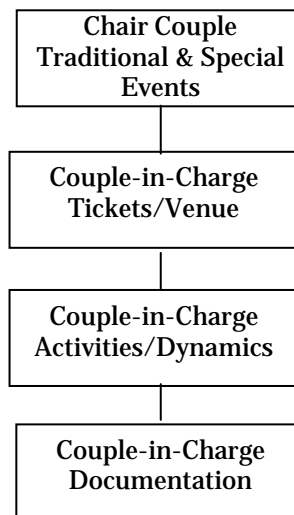 Chair Couple
Traditional & Special
Events
Couple-in-Charge
Tickets/Venue
Couple-in-Charge
Activities/Dynamics
Couple-in-Charge
Documentation